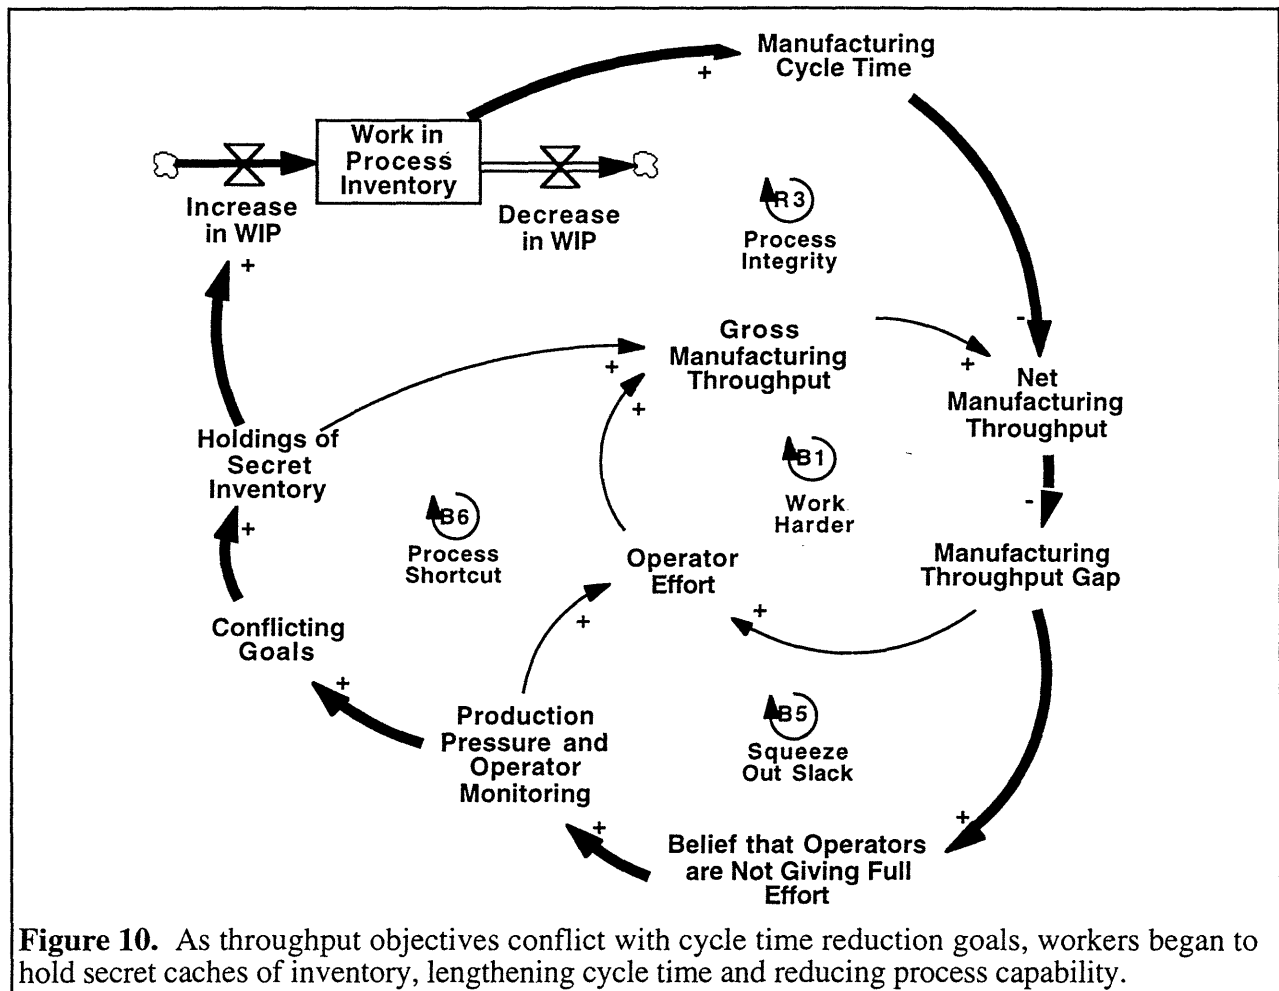 Manufacturing
Cycle Time
+
Work in
Process
Inventory
Increase
in WIP
+
Decrease
in WIP
R3
Process
Integrity
Gross
Manufacturing
Throughput
+
+
-
+
Net
Manufacturing
Throughput
Holdings of
Secret
Inventory
+
B1
Work
Harder
-
B6
Process
Shortcut
Operator
Effort
+
+
Manufacturing
Throughput Gap
Conflicting
Goals
+
Production
Pressure and
Operator
Monitoring
B5
Squeeze
Out Slack
+
+
Belief that Operators
are Not Giving Full
Effort
Figure 10. As throughput objectives conflict with cycle time reduction goals, workers began to
hold secret caches of inventory, lengthening cycle time and reducing process capability.